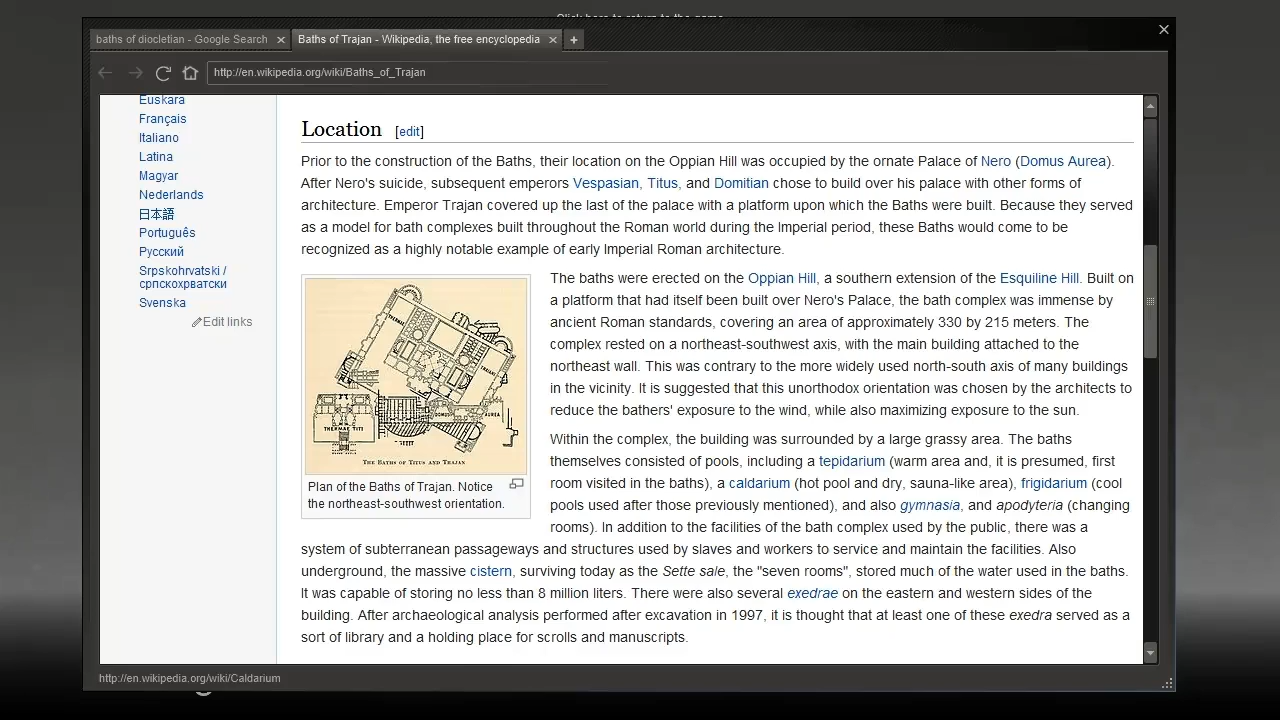 Click here to return to the game
baths of diocletian - Google Search
Baths of Trajan - Wikipedia, the free encyclopedia
http://en.wikipedia.org/wiki/Baths_of_Trajan
Euskara
Français
Italiano
Latina
Magyar
Nederlands
日本語
Português
Русский
Srpskohrvatski /
српскохрватски
Svenska
Edit links
Location [edit]
Prior to the construction of the Baths, their location on the Oppian Hill was occupied by the ornate Palace of Nero (Domus Aurea).
After Nero's suicide, subsequent emperors Vespasian, Titus, and Domitian chose to build over his palace with other forms of
architecture. Emperor Trajan covered up the last of the palace with a platform upon which the Baths were built. Because they served
as a model for bath complexes built throughout the Roman world during the Imperial period, these Baths would come to be
recognized as a highly notable example of early Imperial Roman architecture.
THERMAE
TRAIANI
DOMUS AUREA
THERMAE TITI
THE BATHS OF TITUS AND TRAJAN
Plan of the Baths of Trajan. Notice
the northeast-southwest orientation.
The baths were erected on the Oppian Hill, a southern extension of the Esquiline Hill. Built on
a platform that had itself been built over Nero's Palace, the bath complex was immense by
ancient Roman standards, covering an area of approximately 330 by 215 meters. The
complex rested on a northeast-southwest axis, with the main building attached to the
northeast wall. This was contrary to the more widely used north-south axis of many buildings
in the vicinity. It is suggested that this unorthodox orientation was chosen by the architects to
reduce the bathers' exposure to the wind, while also maximizing exposure to the sun.
Within the complex, the building was surrounded by a large grassy area. The baths
themselves consisted of pools, including a tepidarium (warm area and, it is presumed, first
room visited in the baths), a caldarium (hot pool and dry, sauna-like area), frigidarium (cool
pools used after those previously mentioned), and also gymnasia, and apodyteria (changing
rooms). In addition to the facilities of the bath complex used by the public, there was a
system of subterranean passageways and structures used by slaves and workers to service and maintain the facilities. Also
underground, the massive cistern, surviving today as the Sette sale, the "seven rooms", stored much of the water used in the baths.
It was capable of storing no less than 8 million liters. There were also several exedrae on the eastern and western sides of the
building. After archaeological analysis performed after excavation in 1997, it is thought that at least one of these exedra served as a
sort of library and a holding place for scrolls and manuscripts.
http://en.wikipedia.org/wiki/Caldarium